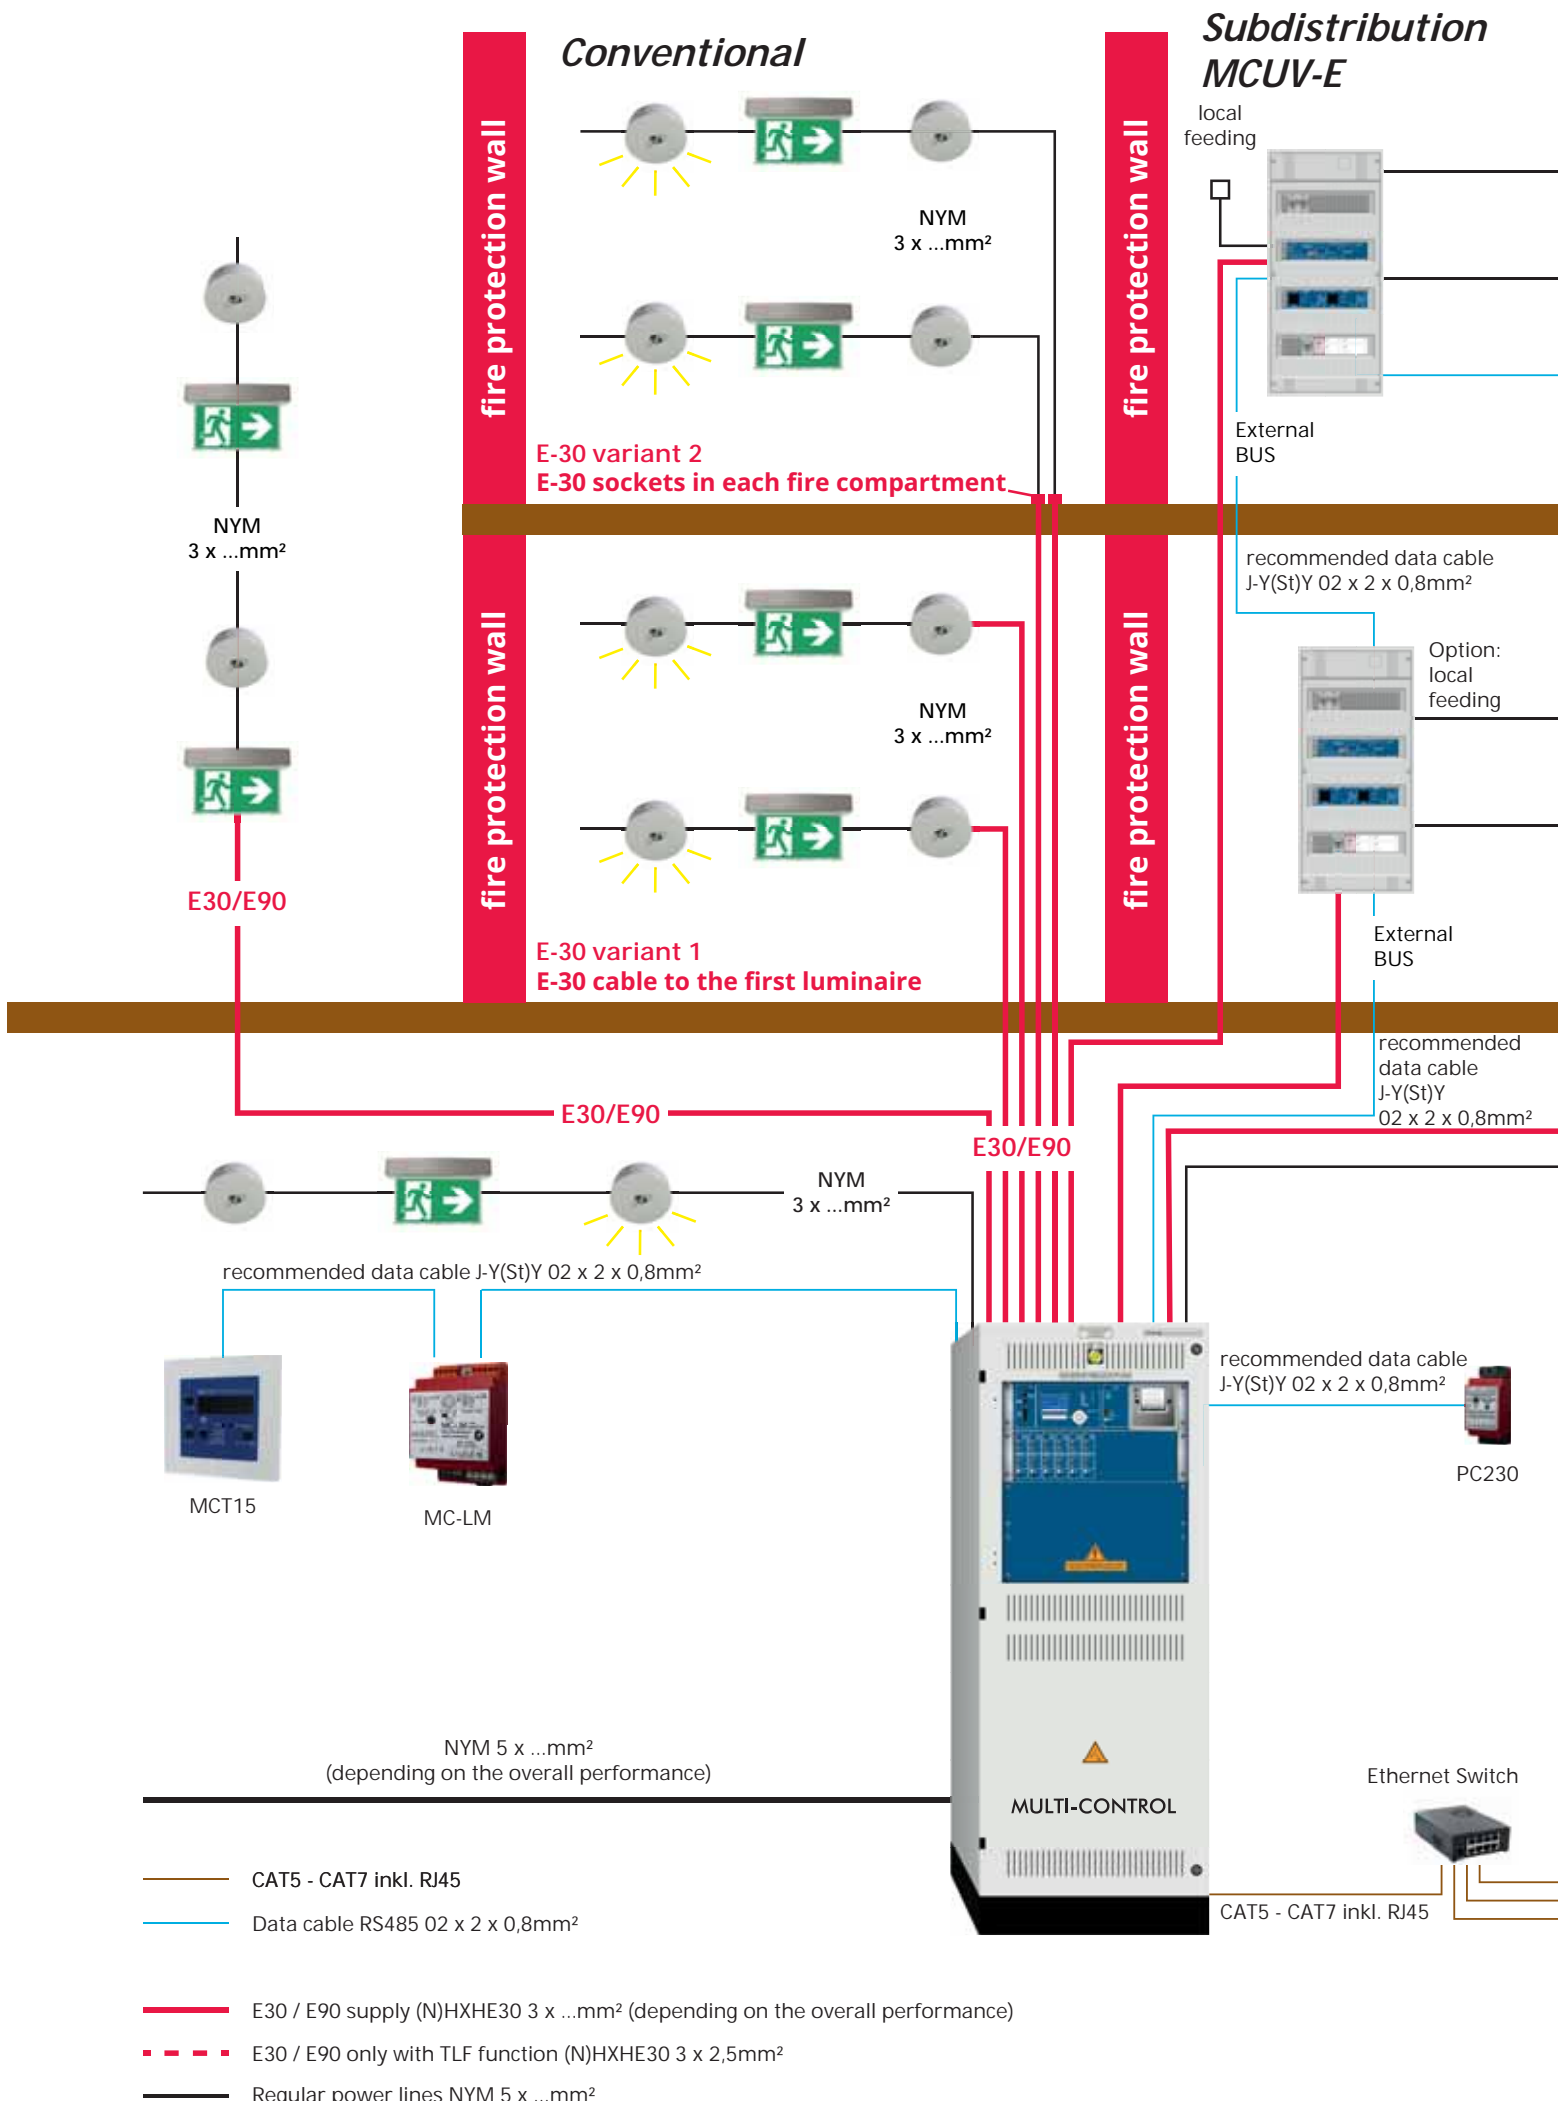 Conventional
Subdistribution
MCUV-E
local
feeding
fire protection wall
fire protection wall
NYM
3 x ...mm²
External
BUS
E-30 variant 2
E-30 sockets in each fire compartment
NYM
3 x ...mm²
recommended data cable
J-Y(St)Y 02 x 2 x 0,8mm²
fire protection wall
fire protection wall
Option:
local
feeding
NYM
3 x ...mm²
E30/E90
External
BUS
E-30 variant 1
E-30 cable to the first luminaire
recommended
data cable
J-Y(St)Y
02 x 2 x 0,8mm²
E30/E90
E30/E90
NYM
3 x ...mm²
recommended data cable J-Y(St)Y 02 x 2 x 0,8mm²
recommended data cable
J-Y(St)Y 02 x 2 x 0,8mm²
MCT15
MC-LM
PC230
NYM 5 x ...mm²
(depending on the overall performance)
Ethernet Switch
MULTI-CONTROL
CAT5 - CAT7 inkl. RJ45
CAT5 - CAT7 inkl. RJ45
Data cable RS485 02 x 2 x 0,8mm²
E30 / E90 supply (N)HXHE30 3 x ...mm² (depending on the overall performance)
E30 / E90 only with TLF function (N)HXHE30 3 x 2,5mm²
Regular power lines NYM 5 x ...mm²